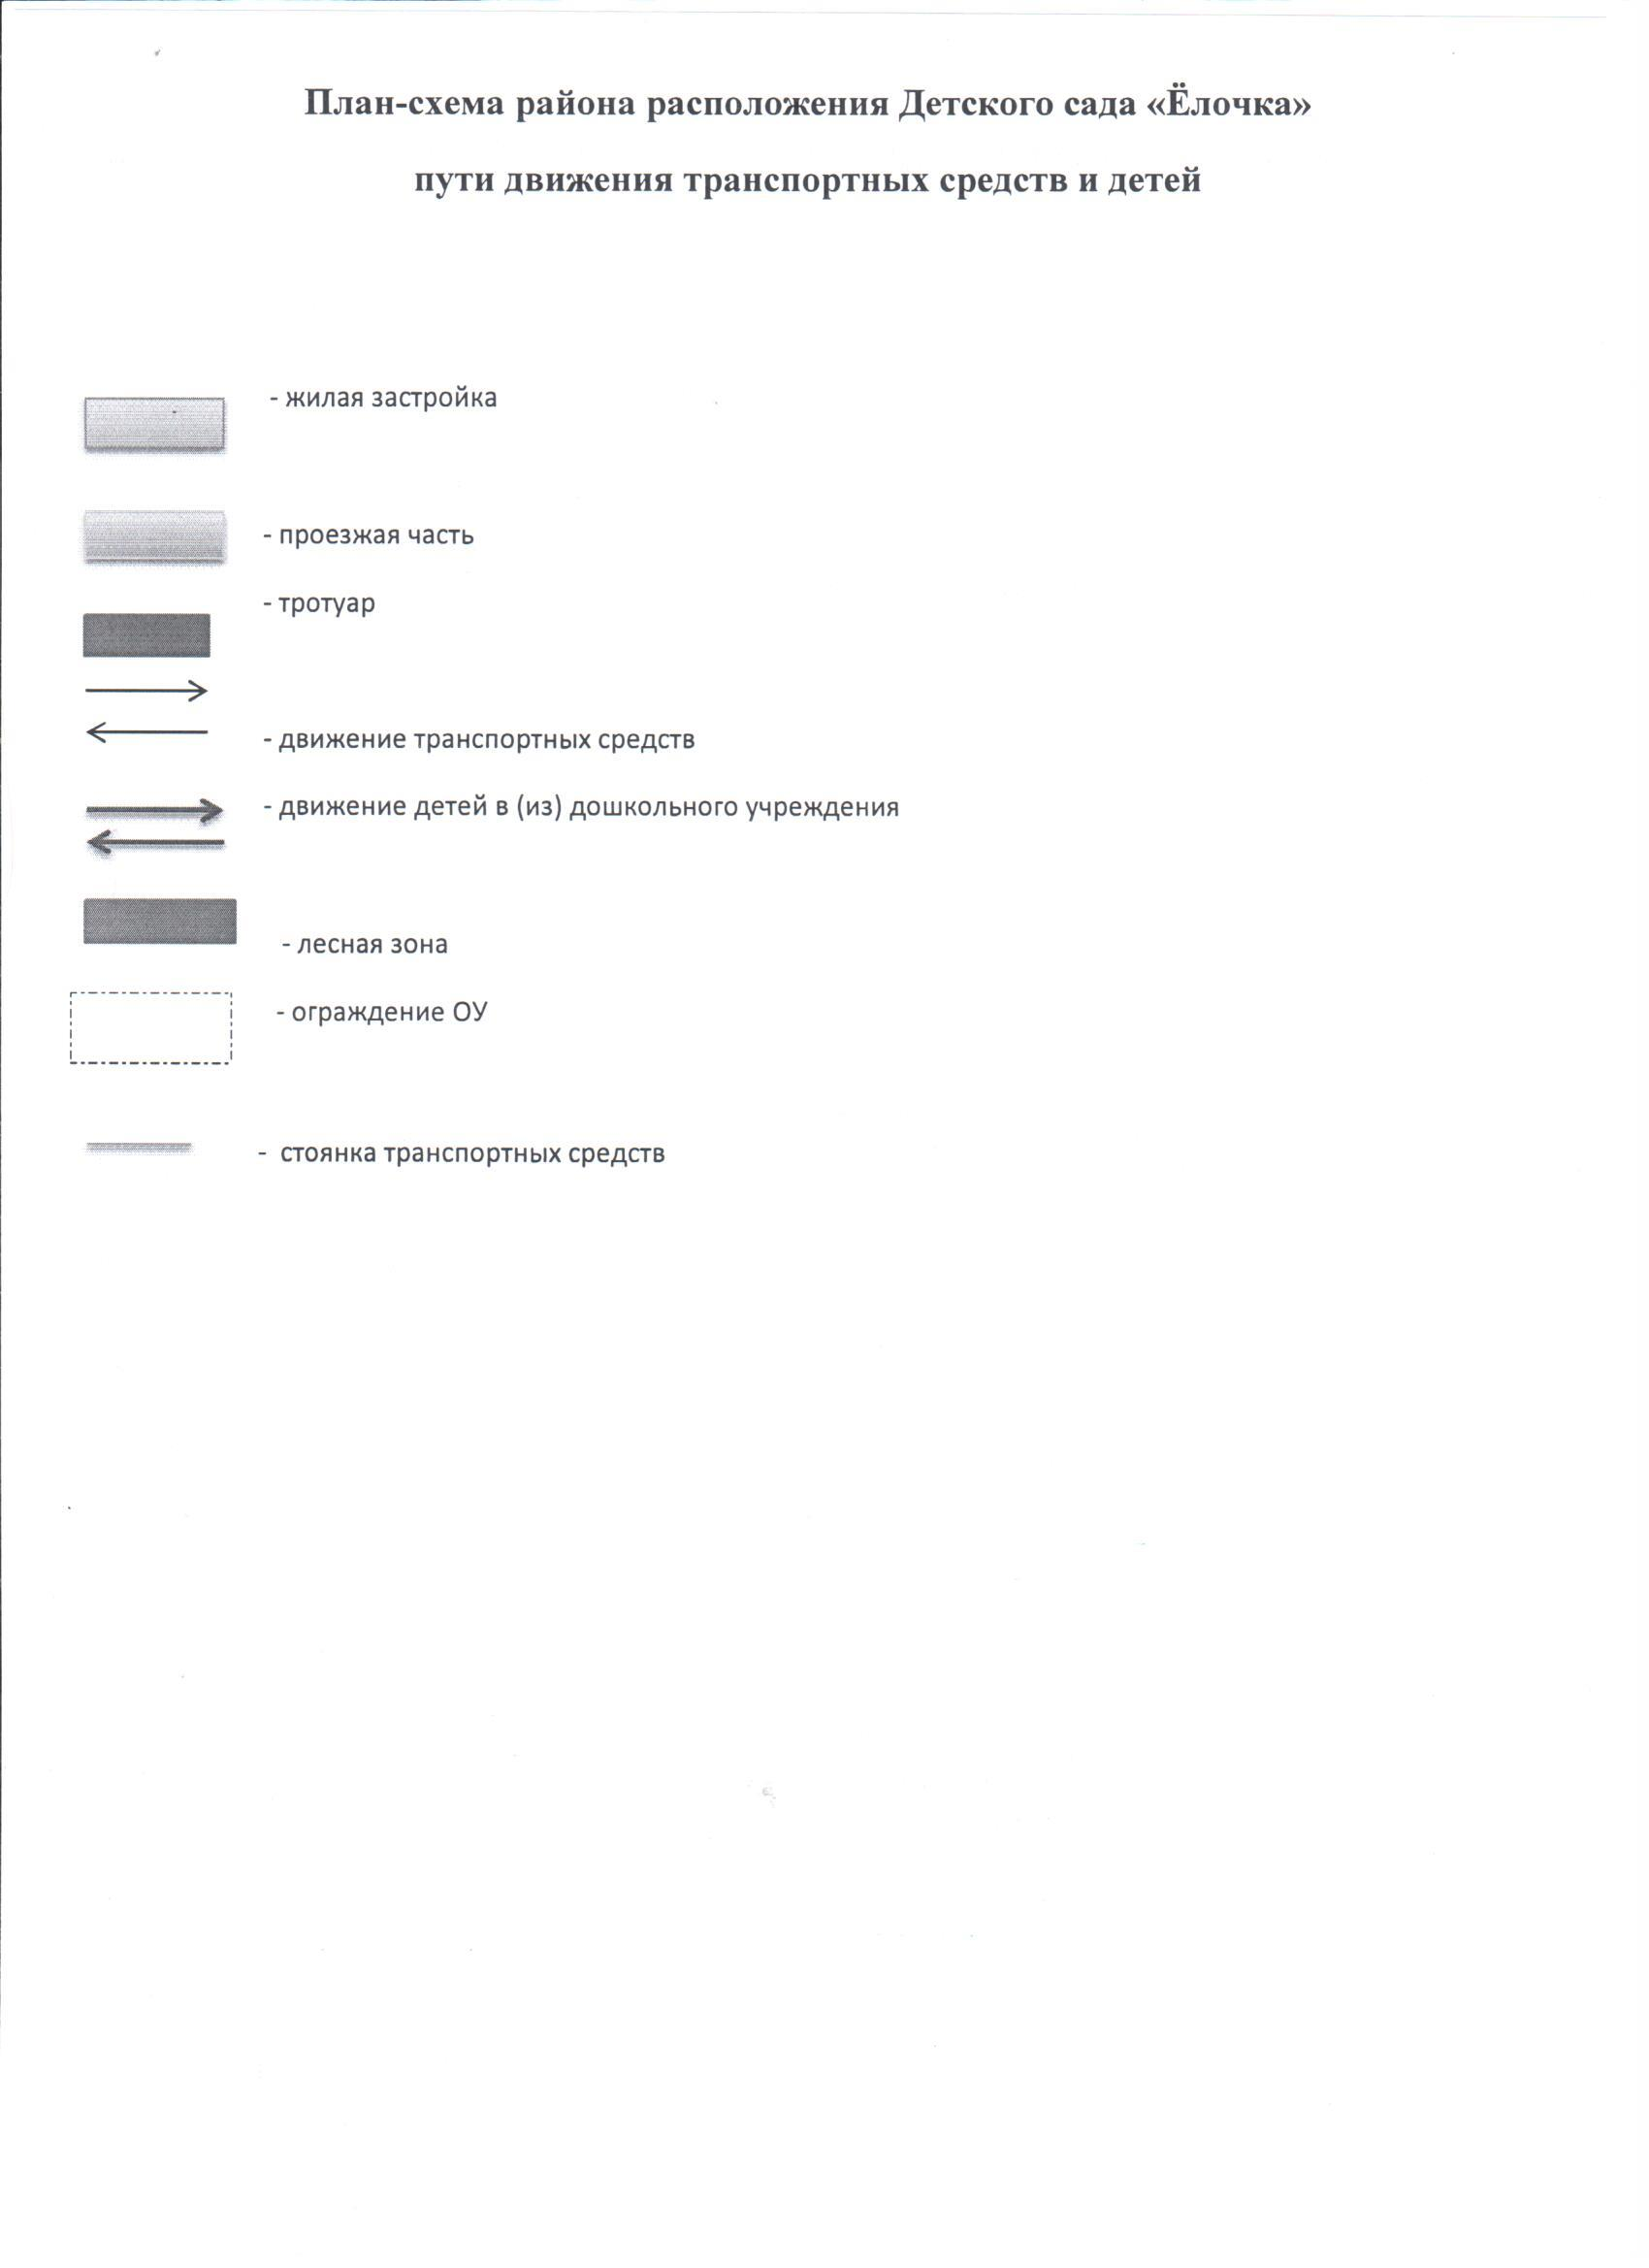 План-схема района расположения Детского сада «Ёлочка»
пути движения транспортных средств и детей
- жилая застройка
- проезжая часть
- тротуар
- движение транспортных средств
- движение детей в (из) дошкольного учреждения
- лесная зона
- ограждение ОУ
- стоянка транспортных средств